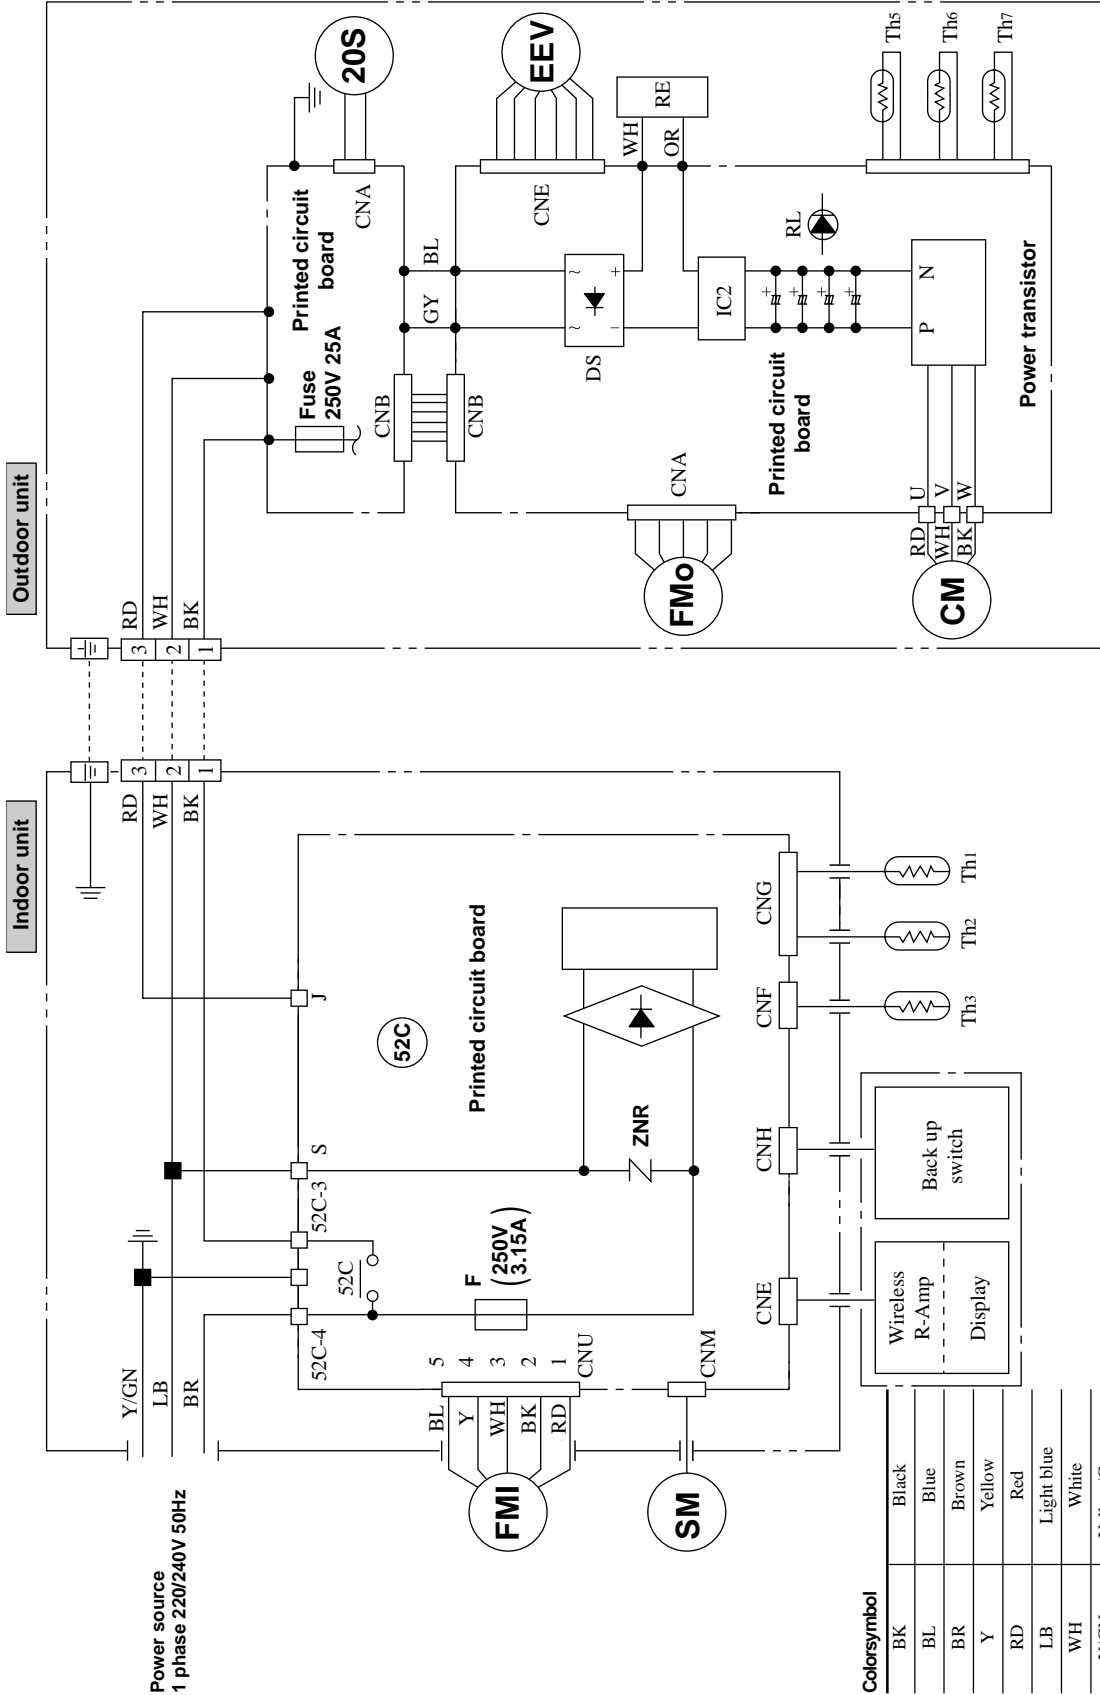 Indoor unit
Outdoor unit
Power source
1 phase 220/240V 50Hz
Y/GN
LB
BR
RD
WH
BK
3
2
1
3
2
1
RD
WH
BK
52C-4
52C-3
S
J
52C
52C
F
(250V
3.15A)
ZNR
Printed circuit board
FMI
BL
Y
WH
BK
RD
5
4
3
2
1
CNU
SM
CNM
CNE
CNH
CNF
CNG
Th3
Th2
Th1
Wireless
R-Amp
Display
Back up
switch
Fuse
250V 25A
Printed circuit
board
CNA
20S
CNB
CNB
GY
BL
CNE
EEV
DS
~
~
−
+
WH
OR
RE
IC2
RL
+
+
+
+
P
N
Power transistor
Printed circuit
board
CNA
FMo
CM
RD
WH
BK
U
V
W
Th5
Th6
Th7
Colorsymbol
BK Black
BL Blue
BR Brown
Y Yellow
RD Red
LB Light blue
WH White